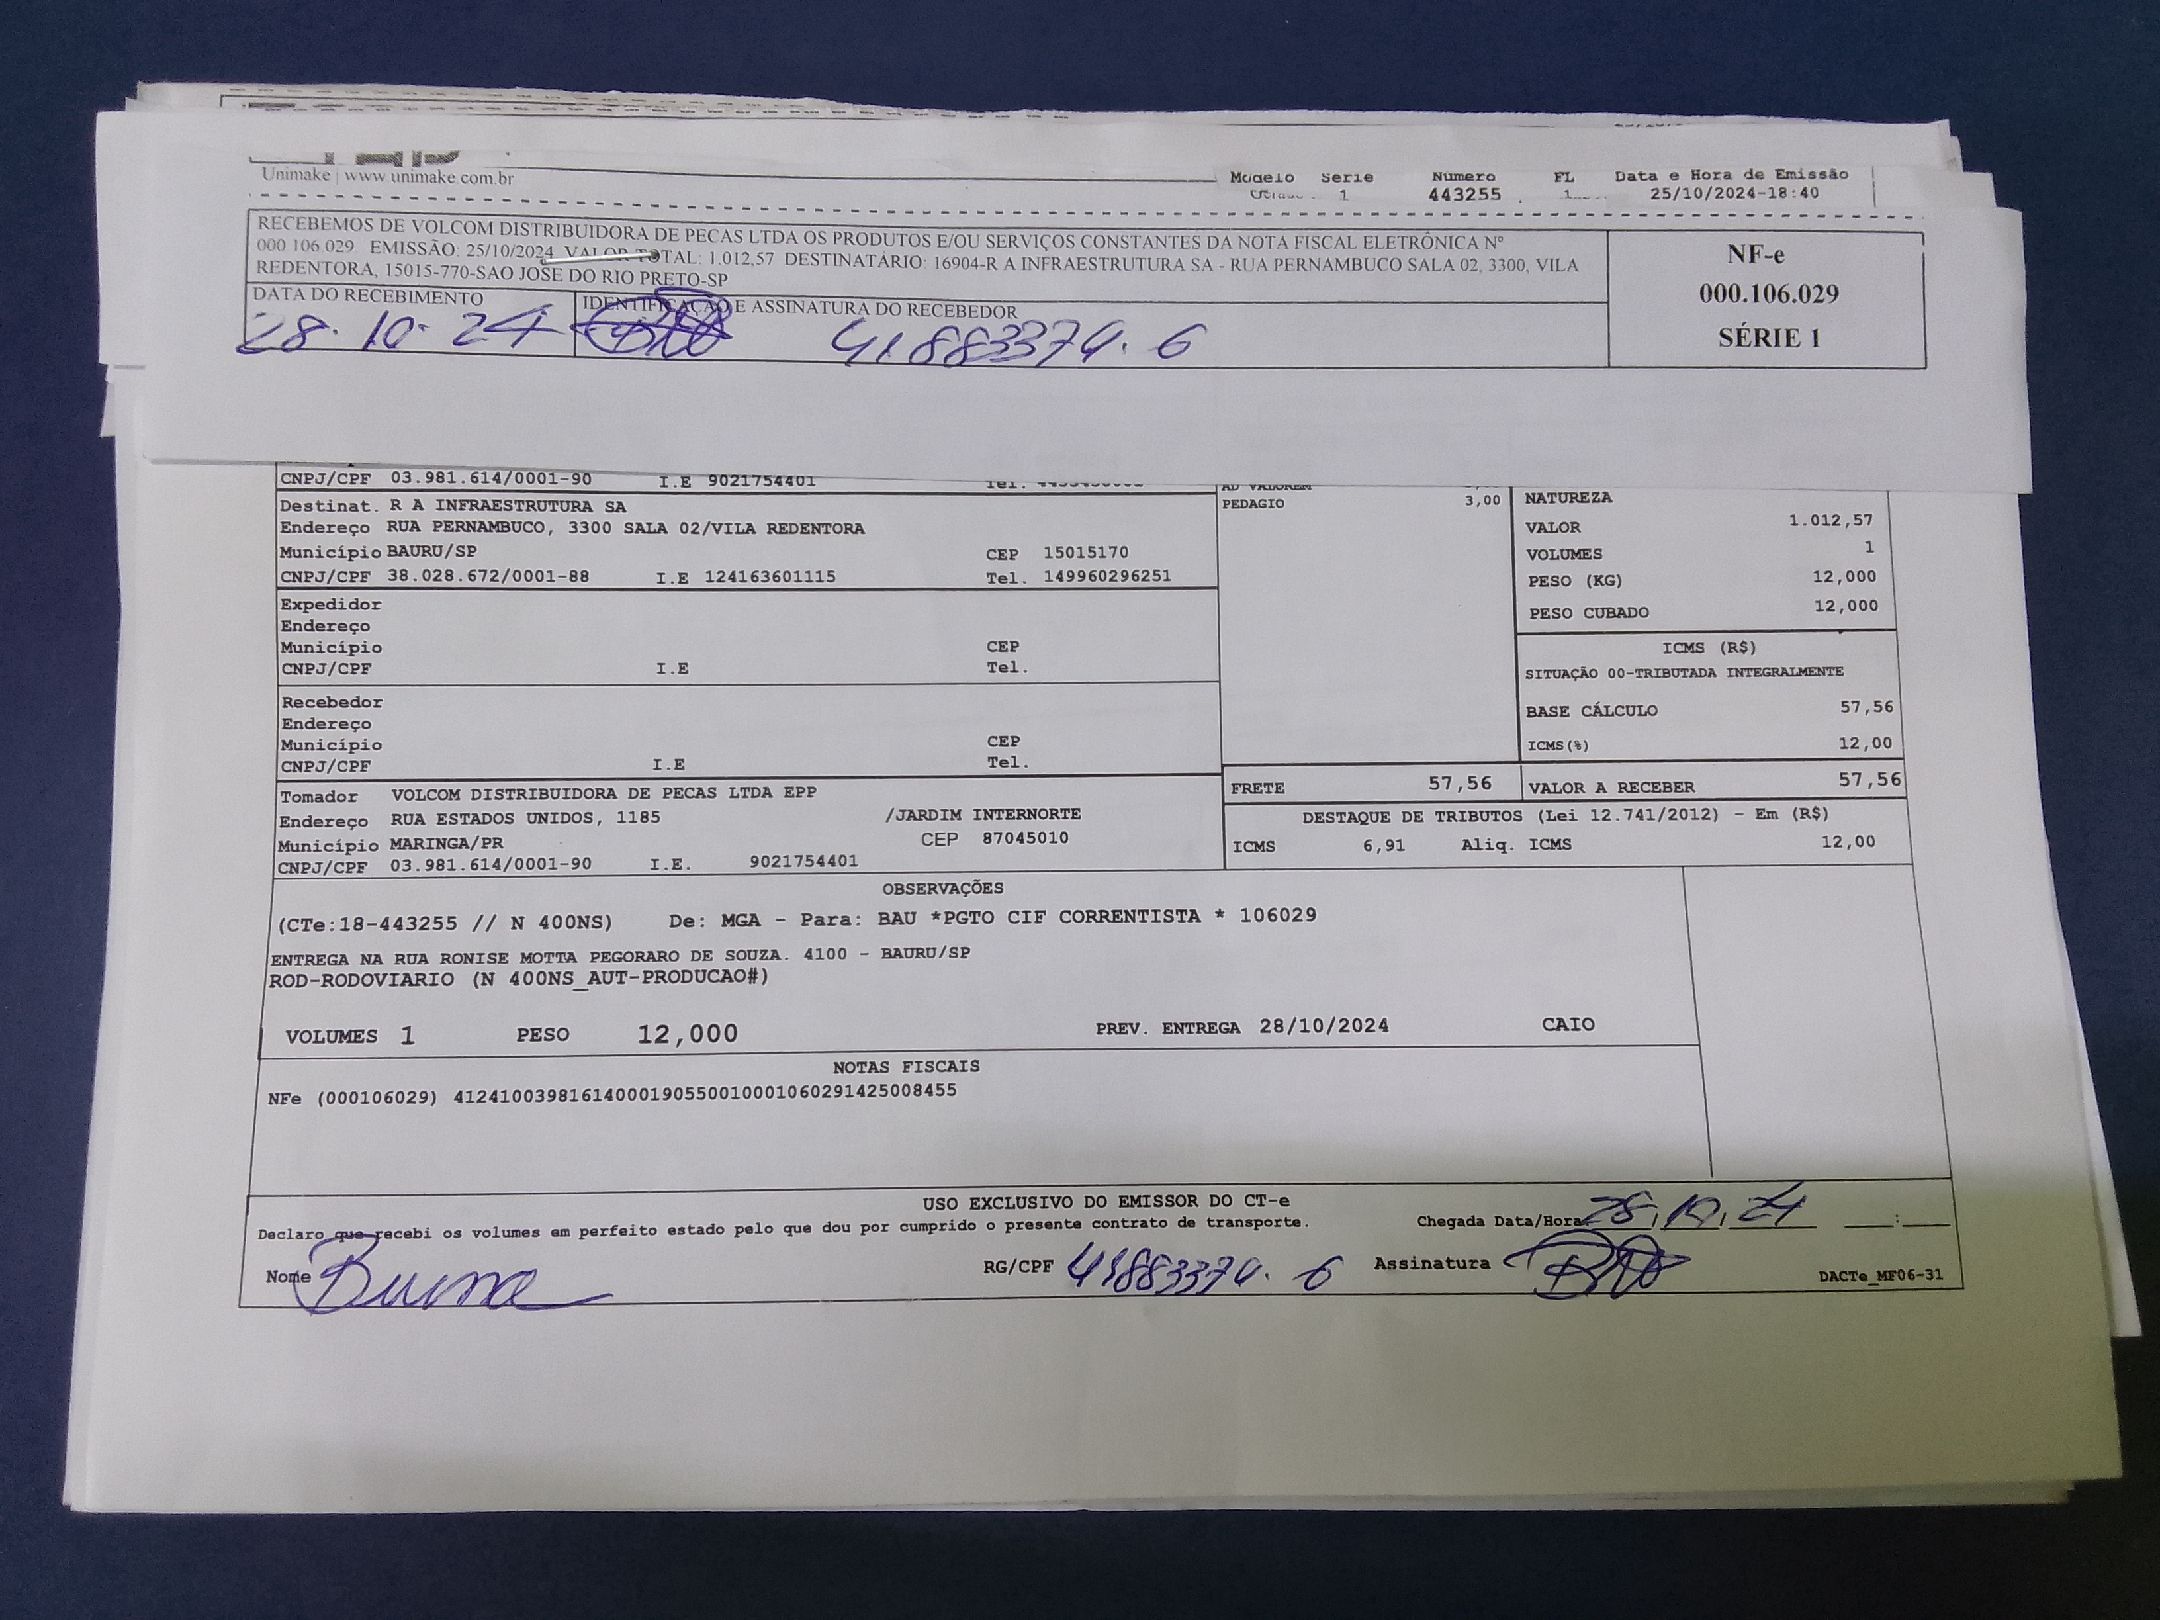 Unimake | www.unimake.com.br
Modelo Serie Número FL Data e Hora de Emissão
1 443255 1 25/10/2024-18:40
RECEBEMOS DE VOLCOM DISTRIBUIDORA DE PECAS LTDA OS PRODUTOS E/OU SERVIÇOS CONSTANTES DA NOTA FISCAL ELETRÔNICA Nº
000.106.029 EMISSÃO: 25/10/2024 VALOR TOTAL: 1.012,57 DESTINATÁRIO: 16904-R A INFRAESTRUTURA SA - RUA PERNAMBUCO SALA 02, 3300, VILA
REDENTORA, 15015-770-SAO JOSE DO RIO PRETO-SP
NF-e
000.106.029
SÉRIE 1
DATA DO RECEBIMENTO IDENTIFICAÇÃO E ASSINATURA DO RECEBEDOR
28.10.24 41883374.6
CNPJ/CPF 03.981.614/0001-90 I.E 9021754401 Tel.
Destinat. R A INFRAESTRUTURA SA
Endereço RUA PERNAMBUCO, 3300 SALA 02/VILA REDENTORA
Município BAURU/SP CEP 15015170
CNPJ/CPF 38.028.672/0001-88 I.E 124163601115 Tel. 149960296251
Expedidor
Endereço
Município CEP
CNPJ/CPF I.E Tel.
Recebedor
Endereço
Município CEP
CNPJ/CPF I.E Tel.
Tomador VOLCOM DISTRIBUIDORA DE PECAS LTDA EPP
Endereço RUA ESTADOS UNIDOS, 1185 /JARDIM INTERNORTE
Município MARINGA/PR CEP 87045010
CNPJ/CPF 03.981.614/0001-90 I.E. 9021754401
AD VALOREM
PEDAGIO 3,00
NATUREZA
VALOR 1.012,57
VOLUMES 1
PESO (KG) 12,000
PESO CUBADO 12,000
ICMS (R$)
SITUAÇÃO 00-TRIBUTADA INTEGRALMENTE
BASE CÁLCULO 57,56
ICMS(%) 12,00
FRETE 57,56 VALOR A RECEBER 57,56
DESTAQUE DE TRIBUTOS (Lei 12.741/2012) - Em (R$)
ICMS 6,91 Aliq. ICMS 12,00
OBSERVAÇÕES
(CTe:18-443255 // N 400NS) De: MGA - Para: BAU *PGTO CIF CORRENTISTA * 106029
ENTREGA NA RUA RONISE MOTTA PEGORARO DE SOUZA. 4100 - BAURU/SP
ROD-RODOVIARIO (N 400NS_AUT-PRODUCAO#)
VOLUMES 1 PESO 12,000 PREV. ENTREGA 28/10/2024 CAIO
NOTAS FISCAIS
NFe (000106029) 41241003981614000190550010001060291425008455
USO EXCLUSIVO DO EMISSOR DO CT-e
Declaro que recebi os volumes em perfeito estado pelo que dou por cumprido o presente contrato de transporte. Chegada Data/Hora 28,10,24 __:__
Nome Bruna RG/CPF 41883374.6 Assinatura DACTe_MF06-31